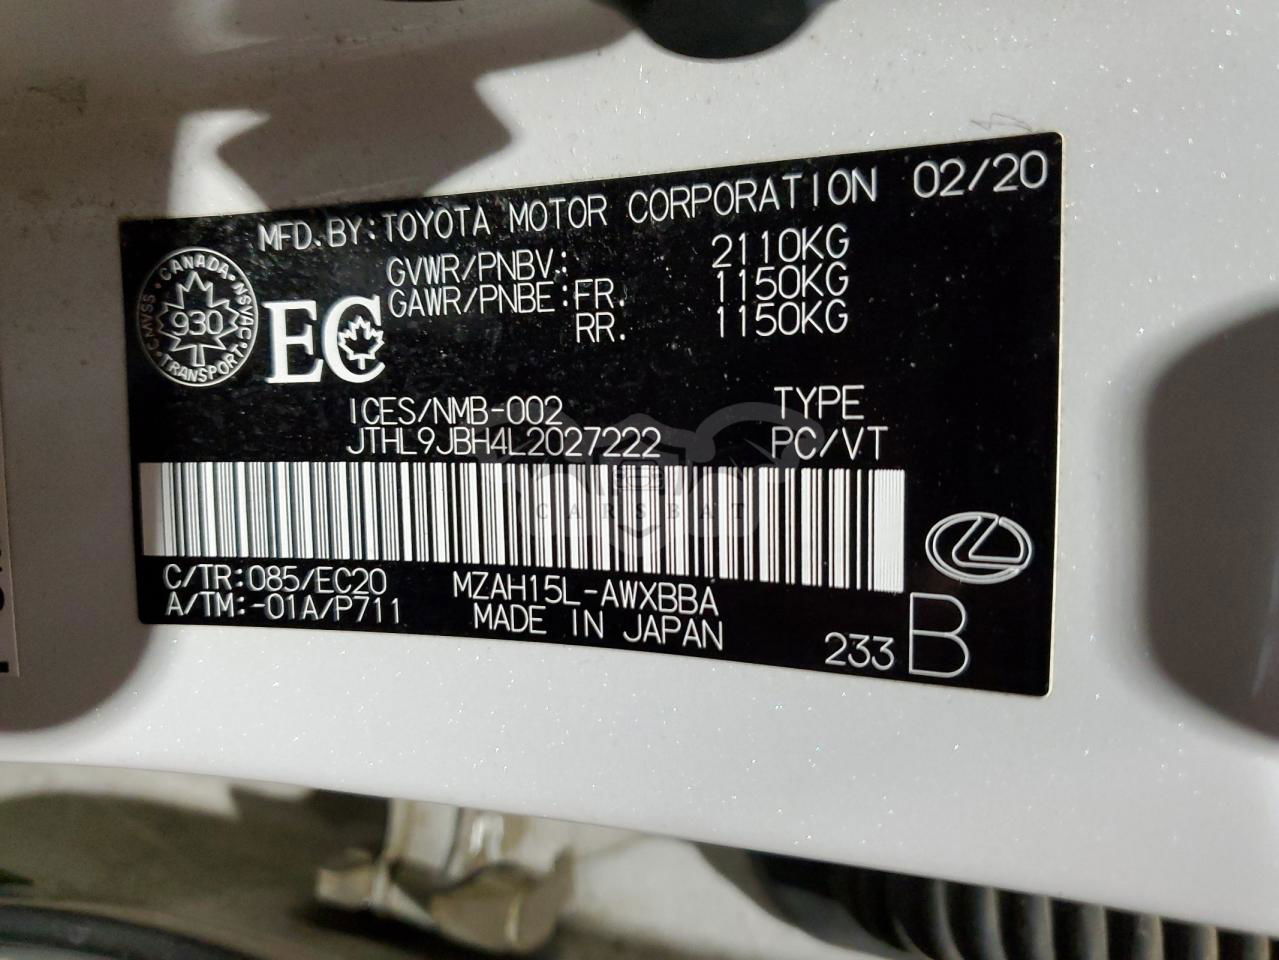 MFD.BY:TOYOTA MOTOR CORPORATION 02/20
GVWR/PNBV: 2110KG
GAWR/PNBE:FR. 1150KG
RR. 1150KG
CANADA
CMVSS 930 NSVAC
TRANSPORT
EC
ICES/NMB-002 TYPE
JTHL9JBH4L2027222 PC/VT
CARSBAT
C/TR:085/EC20 MZAH15L-AWXBBA
A/TM:-01A/P711 MADE IN JAPAN
233 B